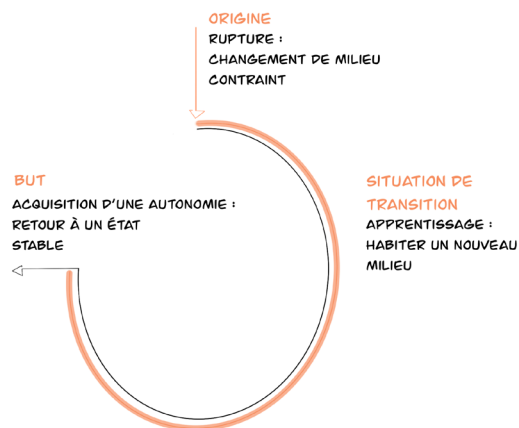 ORIGINE
RUPTURE :
CHANGEMENT DE MILIEU
CONTRAINT
SITUATION DE
TRANSITION
APPRENTISSAGE :
HABITER UN NOUVEAU
MILIEU
BUT
ACQUISITION D'UNE AUTONOMIE :
RETOUR À UN ÉTAT
STABLE